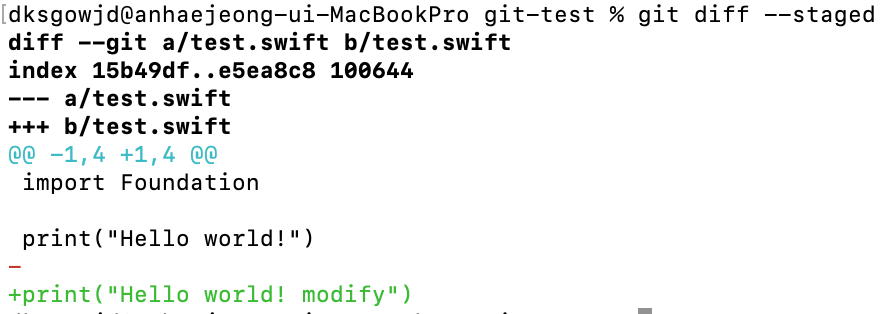 [dksgowjd@anhaejeong-ui-MacBookPro git-test % git diff --staged
diff --git a/test.swift b/test.swift
index 15b49df..e5ea8c8 100644
--- a/test.swift
+++ b/test.swift
@@ -1,4 +1,4 @@
 import Foundation

 print("Hello world!")
-
+print("Hello world! modify")